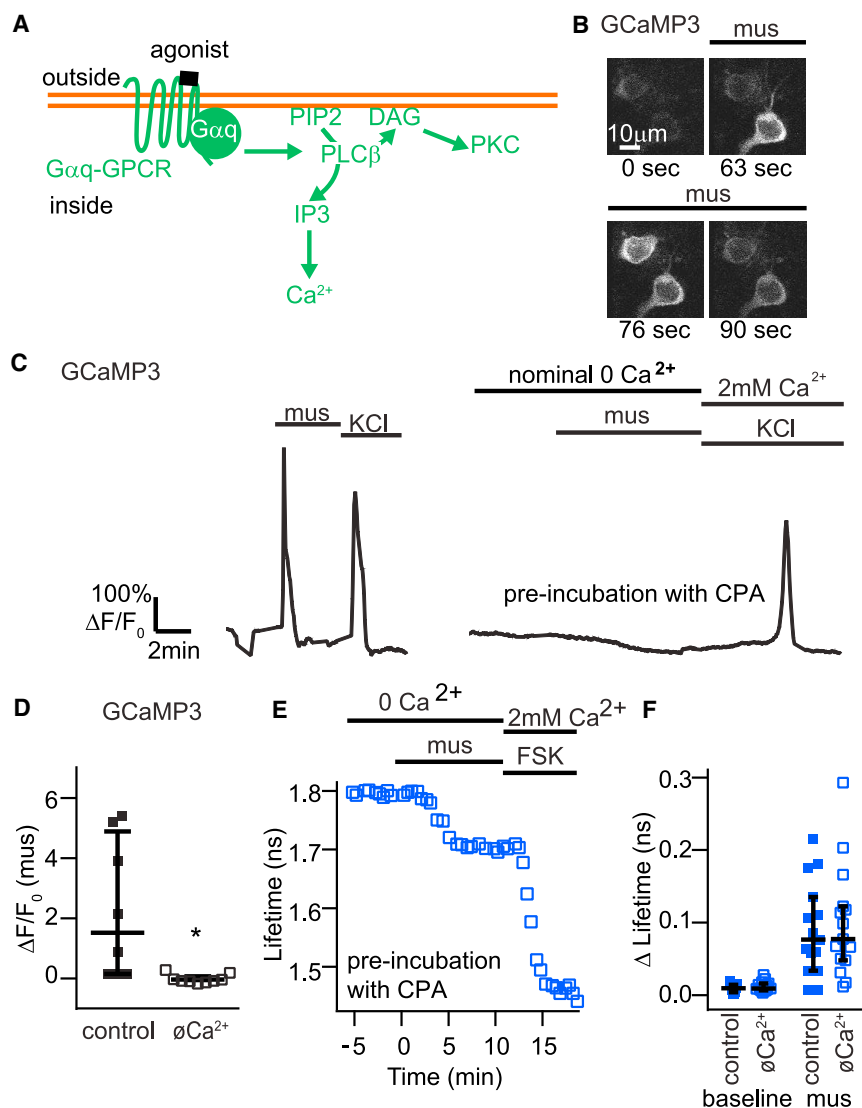 A
agonist
outside
Gαq
PIP2
DAG
PLCβ
PKC
Gαq-GPCR
inside
IP3
Ca²⁺
B
GCaMP3
mus
10μm
0 sec
63 sec
mus
76 sec
90 sec
C
GCaMP3
mus
KCl
nominal 0 Ca²⁺
2mM Ca²⁺
mus
KCl
100%
ΔF/F₀
2min
pre-incubation with CPA
D
GCaMP3
ΔF/F₀ (mus)
6
4
2
0
*
control
øCa²⁺
E
0 Ca²⁺
2mM Ca²⁺
mus
FSK
Lifetime (ns)
1.8
1.7
1.6
1.5
pre-incubation
with CPA
-5
0
5
10
15
Time (min)
F
Δ Lifetime (ns)
0.3
0.2
0.1
0.0
control
øCa²⁺
control
øCa²⁺
baseline
mus